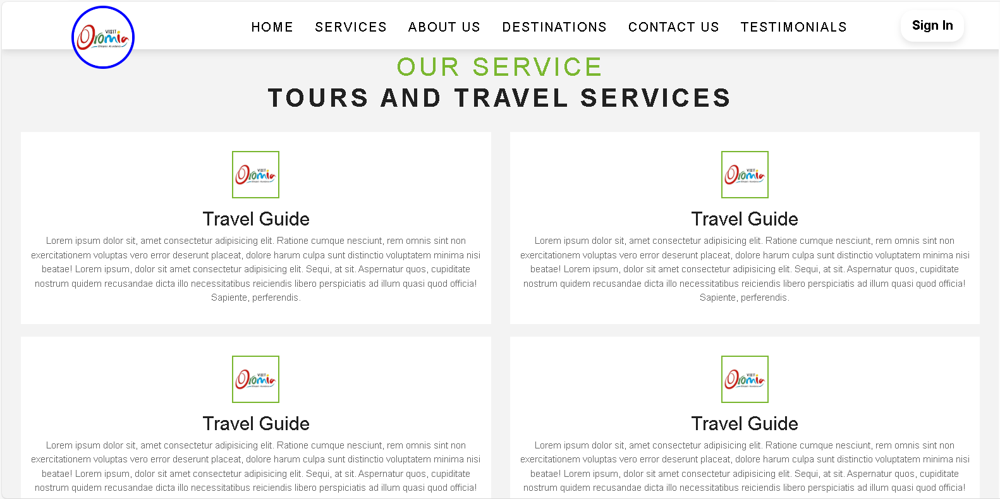 VISIT
Oromia
Ethiopia's Abundance
HOME SERVICES ABOUT US DESTINATIONS CONTACT US TESTIMONIALS Sign In
OUR SERVICE
TOURS AND TRAVEL SERVICES
VISIT
Oromia
Travel Guide
Lorem ipsum dolor sit, amet consectetur adipisicing elit. Ratione cumque nesciunt, rem omnis sint non
exercitationem voluptas vero error deserunt placeat, dolore harum culpa sunt distinctio voluptatem minima nisi
beatae! Lorem ipsum, dolor sit amet consectetur adipisicing elit. Sequi, at sit. Aspernatur quos, cupiditate
nostrum quidem recusandae dicta illo necessitatibus reiciendis libero perspiciatis ad illum quasi quod officia!
Sapiente, perferendis.
VISIT
Oromia
Travel Guide
Lorem ipsum dolor sit, amet consectetur adipisicing elit. Ratione cumque nesciunt, rem omnis sint non
exercitationem voluptas vero error deserunt placeat, dolore harum culpa sunt distinctio voluptatem minima nisi
beatae! Lorem ipsum, dolor sit amet consectetur adipisicing elit. Sequi, at sit. Aspernatur quos, cupiditate
nostrum quidem recusandae dicta illo necessitatibus reiciendis libero perspiciatis ad illum quasi quod officia!
Sapiente, perferendis.
VISIT
Oromia
Travel Guide
Lorem ipsum dolor sit, amet consectetur adipisicing elit. Ratione cumque nesciunt, rem omnis sint non
exercitationem voluptas vero error deserunt placeat, dolore harum culpa sunt distinctio voluptatem minima nisi
beatae! Lorem ipsum, dolor sit amet consectetur adipisicing elit. Sequi, at sit. Aspernatur quos, cupiditate
nostrum quidem recusandae dicta illo necessitatibus reiciendis libero perspiciatis ad illum quasi quod officia!
VISIT
Oromia
Travel Guide
Lorem ipsum dolor sit, amet consectetur adipisicing elit. Ratione cumque nesciunt, rem omnis sint non
exercitationem voluptas vero error deserunt placeat, dolore harum culpa sunt distinctio voluptatem minima nisi
beatae! Lorem ipsum, dolor sit amet consectetur adipisicing elit. Sequi, at sit. Aspernatur quos, cupiditate
nostrum quidem recusandae dicta illo necessitatibus reiciendis libero perspiciatis ad illum quasi quod officia!